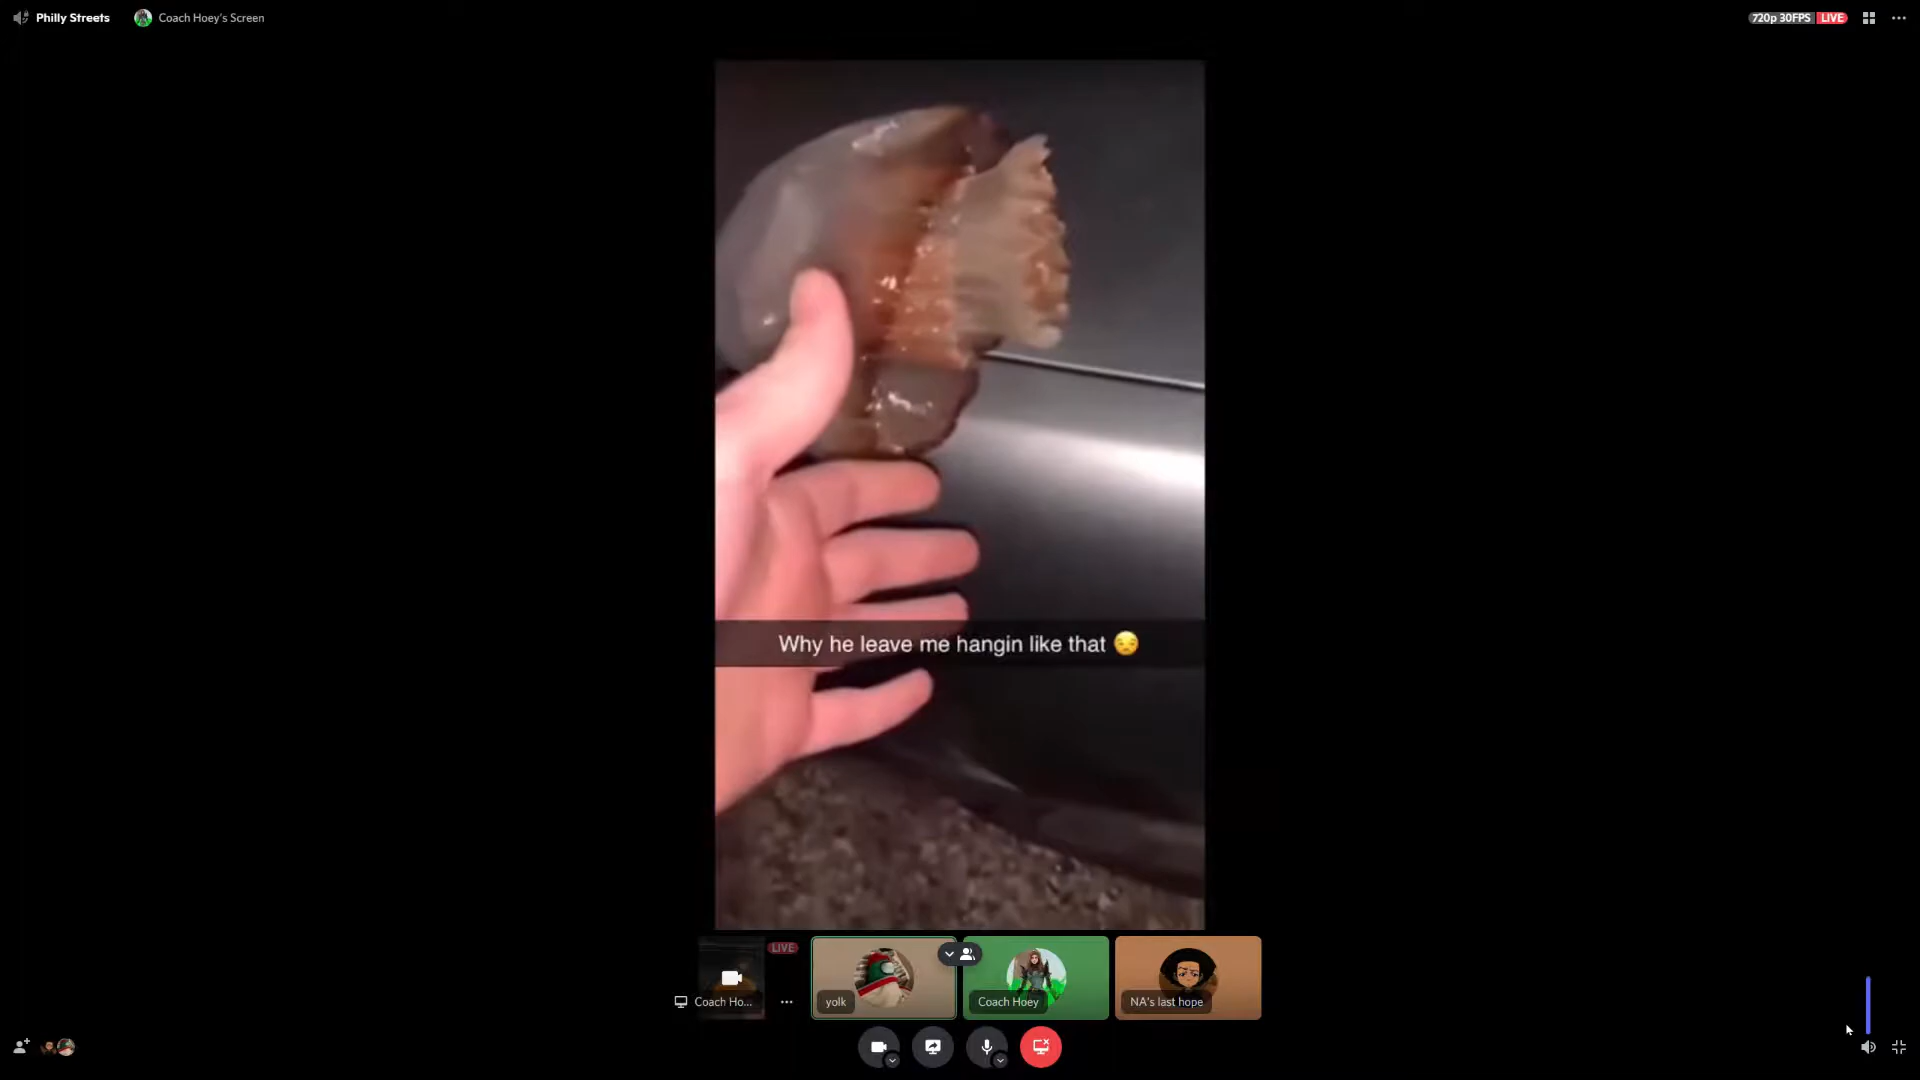 Philly Streets
Coach Hoey's Screen
720p 30FPS
LIVE
Why he leave me hangin like that 😒
LIVE
Coach Ho...
yolk
Coach Hoey
NA's last hope